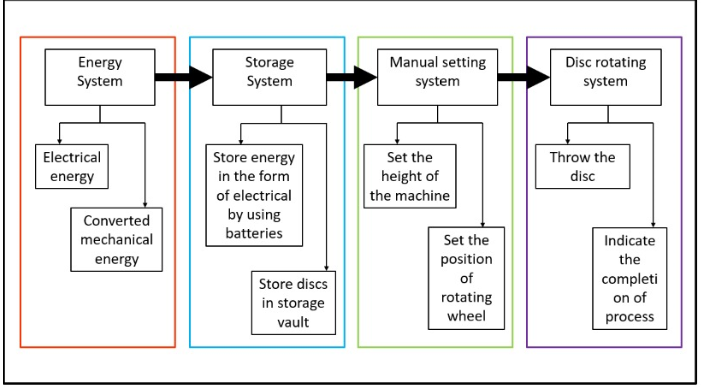 Energy
System
Storage
System
Manual setting
system
Disc rotating
system
Electrical
energy
Converted
mechanical
energy
Store energy
in the form
of electrical
by using
batteries
Store discs
in storage
vault
Set the
height of
the machine
Set the
position
of
rotating
wheel
Throw the
disc
Indicate
the
completi
on of
process